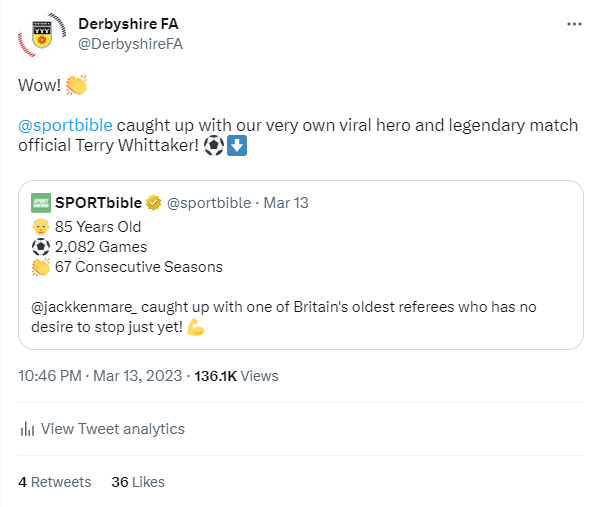 Derbyshire FA
@DerbyshireFA
Wow! 👏
@sportbible caught up with our very own viral hero and legendary match
official Terry Whittaker! ⚽⬇️
SPORTbible @sportbible · Mar 13
👴 85 Years Old
⚽ 2,082 Games
👏 67 Consecutive Seasons
@jackkenmare_ caught up with one of Britain's oldest referees who has no
desire to stop just yet! 💪
10:46 PM · Mar 13, 2023 · 136.1K Views
View Tweet analytics
4 Retweets 36 Likes